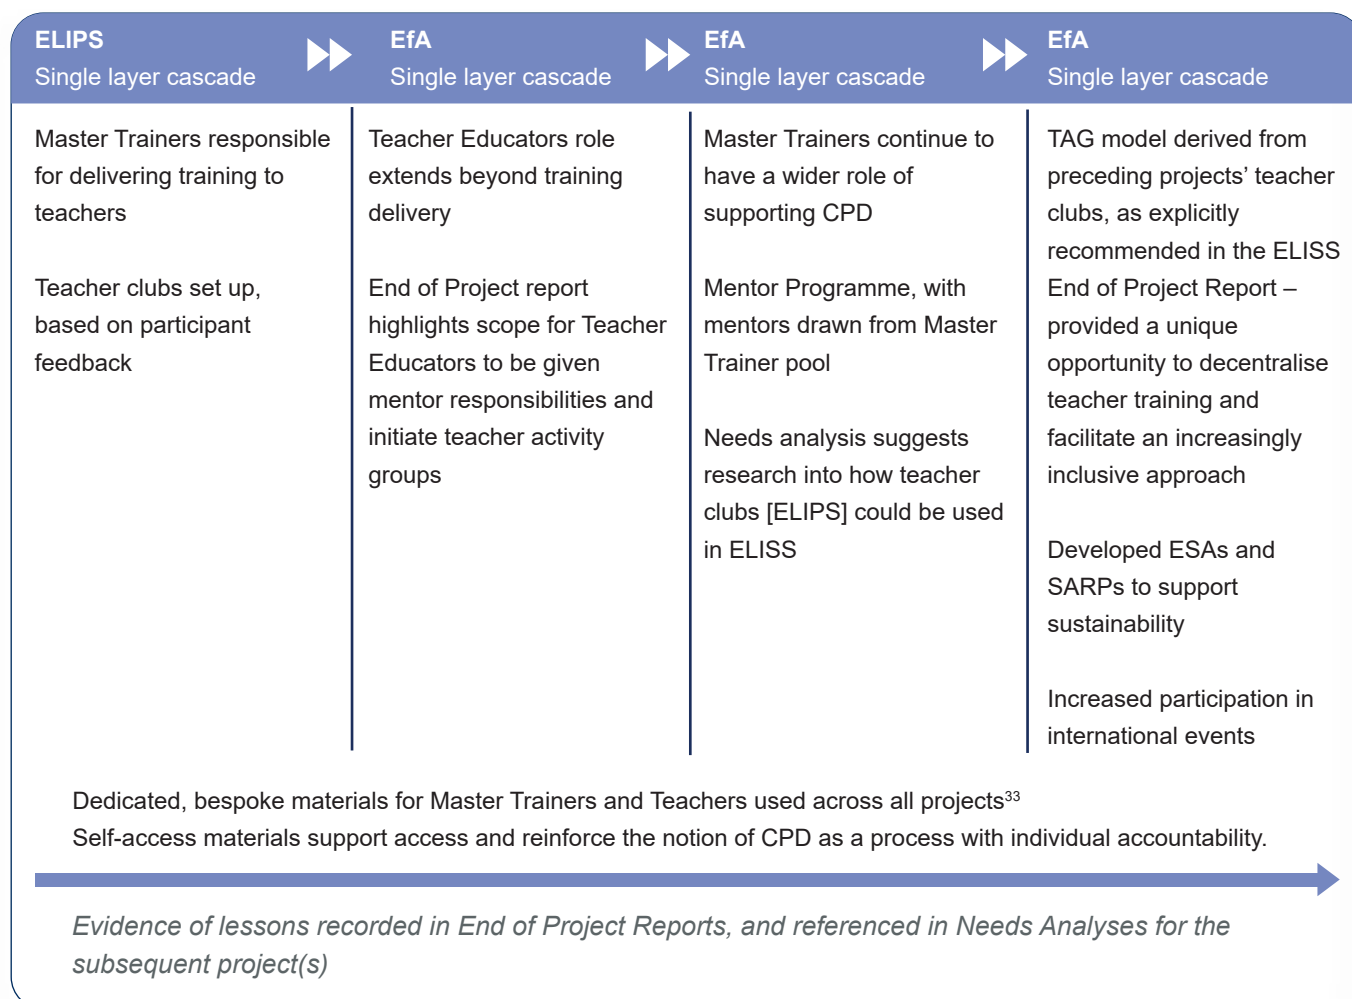 ELIPS
Single layer cascade
EfA
Single layer cascade
EfA
Single layer cascade
EfA
Single layer cascade
Master Trainers responsible
for delivering training to
teachers
Teacher clubs set up,
based on participant
feedback
Teacher Educators role
extends beyond training
delivery
End of Project report
highlights scope for Teacher
Educators to be given
mentor responsibilities and
initiate teacher activity
groups
Master Trainers continue to
have a wider role of
supporting CPD
Mentor Programme, with
mentors drawn from Master
Trainer pool
Needs analysis suggests
research into how teacher
clubs [ELIPS] could be used
in ELISS
TAG model derived from
preceding projects’ teacher
clubs, as explicitly
recommended in the ELISS
End of Project Report –
provided a unique
opportunity to decentralise
teacher training and
facilitate an increasingly
inclusive approach
Developed ESAs and
SARPs to support
sustainability
Increased participation in
international events
Dedicated, bespoke materials for Master Trainers and Teachers used across all projects³³
Self-access materials support access and reinforce the notion of CPD as a process with individual accountability.
Evidence of lessons recorded in End of Project Reports, and referenced in Needs Analyses for the
subsequent project(s)